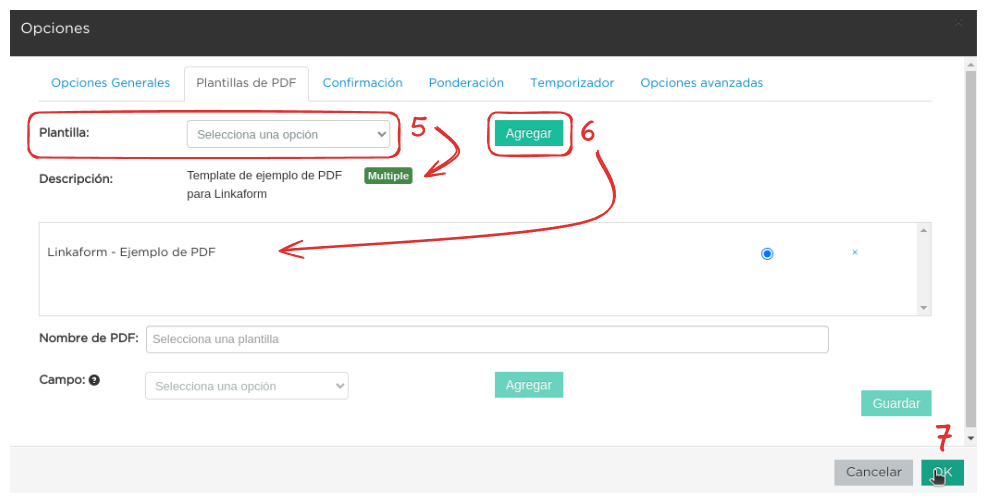 Opciones
Opciones Generales Plantillas de PDF Confirmación Ponderación Temporizador Opciones avanzadas
Plantilla: Selecciona una opción 5 Agregar 6
Descripción: Template de ejemplo de PDF Multiple
para Linkaform
Linkaform - Ejemplo de PDF
Nombre de PDF: Selecciona una plantilla
Campo: Selecciona una opción Agregar
Guardar
7
Cancelar OK